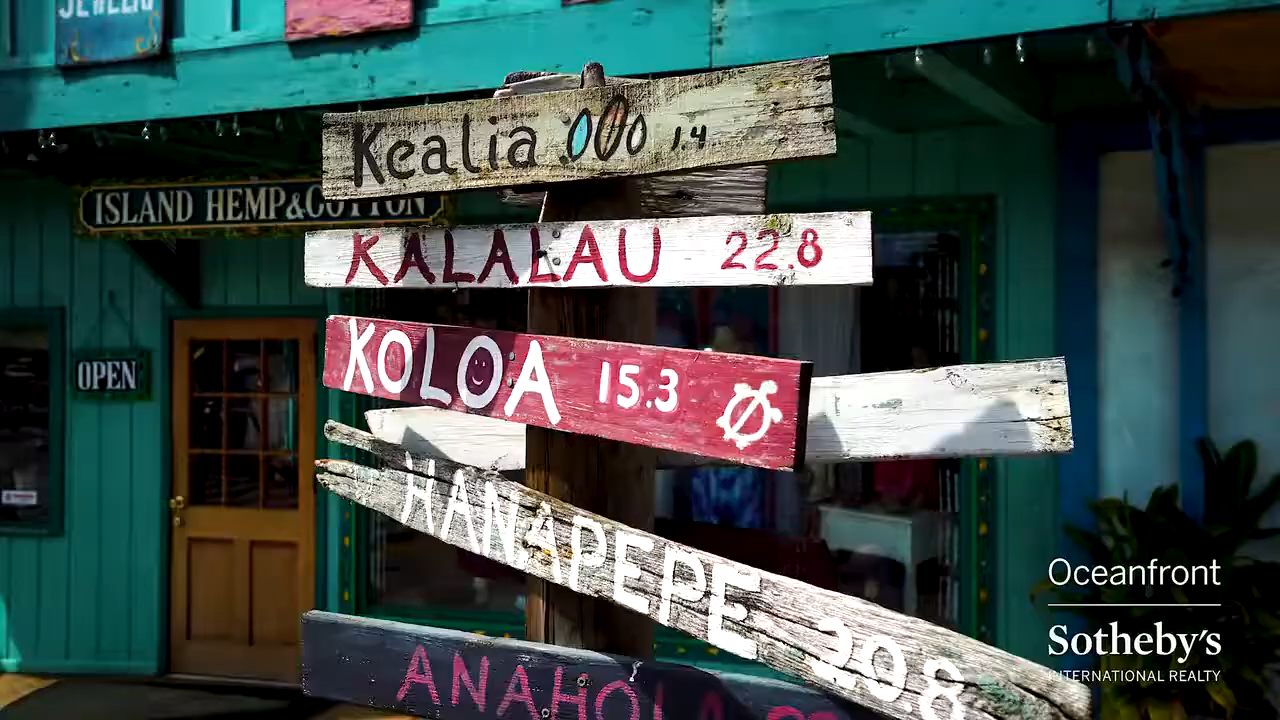 JEWELRY
Kealia 1.4
ISLAND HEMP&COTTON
KALALAU 22.8
KOLOA 15.3
OPEN
HANAPEPE 20.8
ANAHOLA
Oceanfront
Sotheby's
INTERNATIONAL REALTY